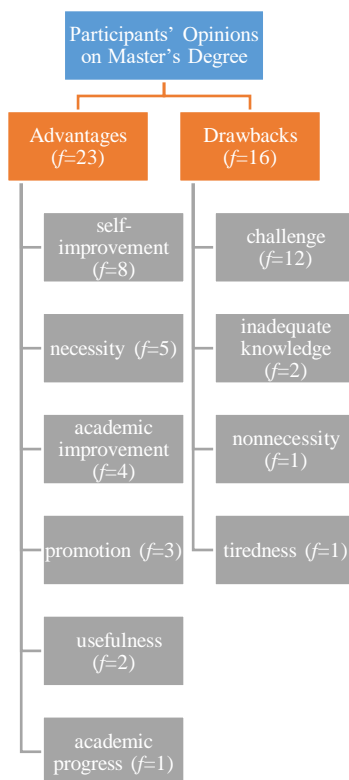 Participants' Opinions
on Master's Degree
Advantages
(f=23)
self-
improvement
(f=8)
necessity (f=5)
academic
improvement
(f=4)
promotion (f=3)
usefulness
(f=2)
academic
progress (f=1)
Drawbacks
(f=16)
challenge
(f=12)
inadequate
knowledge
(f=2)
nonnecessity
(f=1)
tiredness (f=1)